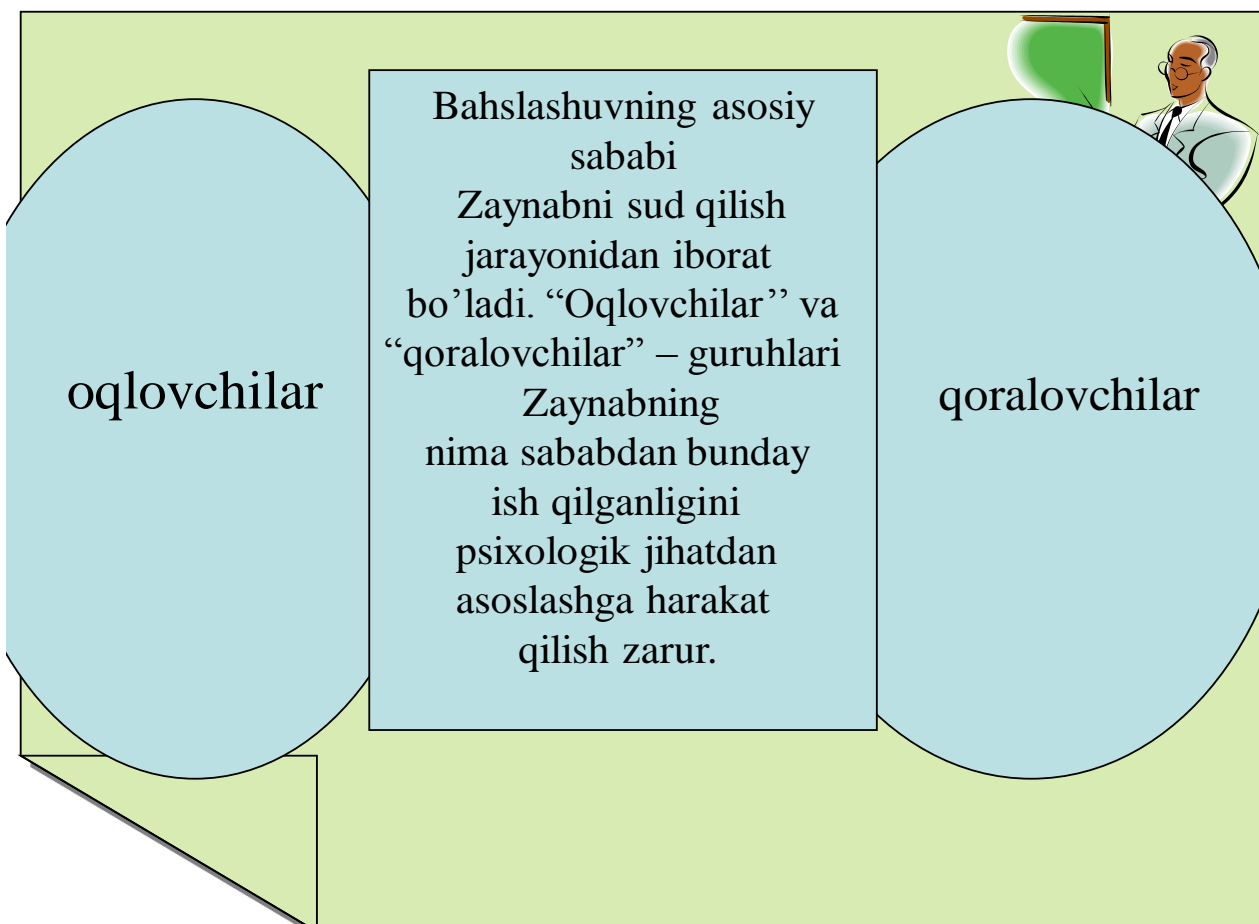 oqlovchilar
Bahslashuvning asosiy
sababi
Zaynabni sud qilish
jarayonidan iborat
bo’ladi. “Oqlovchilar’’ va
“qoralovchilar” – guruhlari
Zaynabning
nima sababdan bunday
ish qilganligini
psixologik jihatdan
asoslashga harakat
qilish zarur.
qoralovchilar